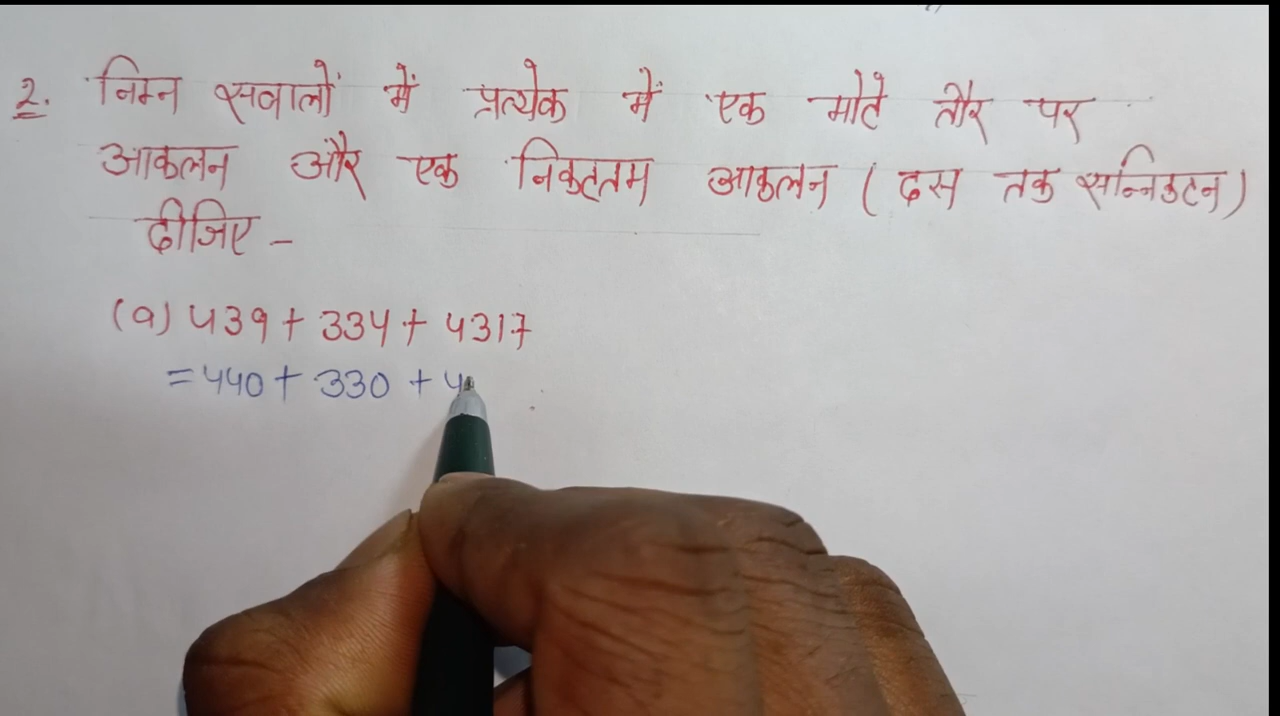 2. निम्न सवालों में प्रत्येक में एक मोटे तौर पर
आकलन और एक निकटतम आकलन ( दस तक सन्निकटन )
दीजिए -
(a) 439 + 334 + 4317
= 440 + 330 + 4